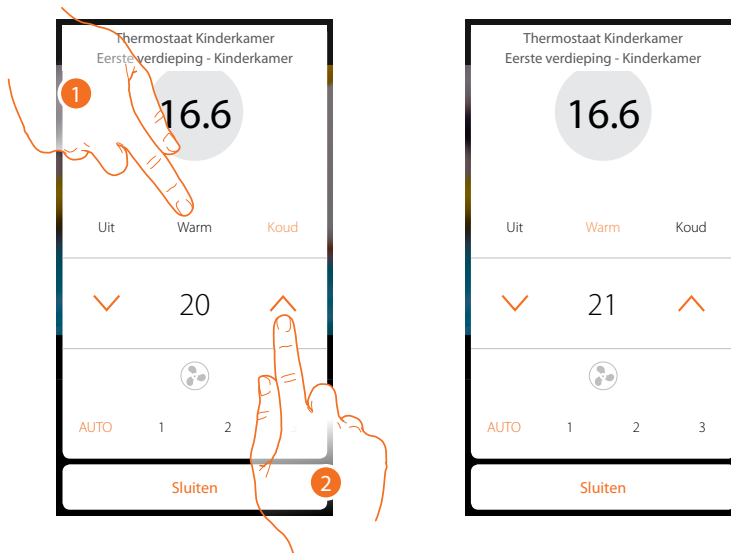 Thermostaat Kinderkamer
Eerste verdieping - Kinderkamer
1
16.6
Uit Warm Koud
20
AUTO 1 2
Sluiten
2
Thermostaat Kinderkamer
Eerste verdieping - Kinderkamer
16.6
Uit Warm Koud
21
AUTO 1 2 3
Sluiten